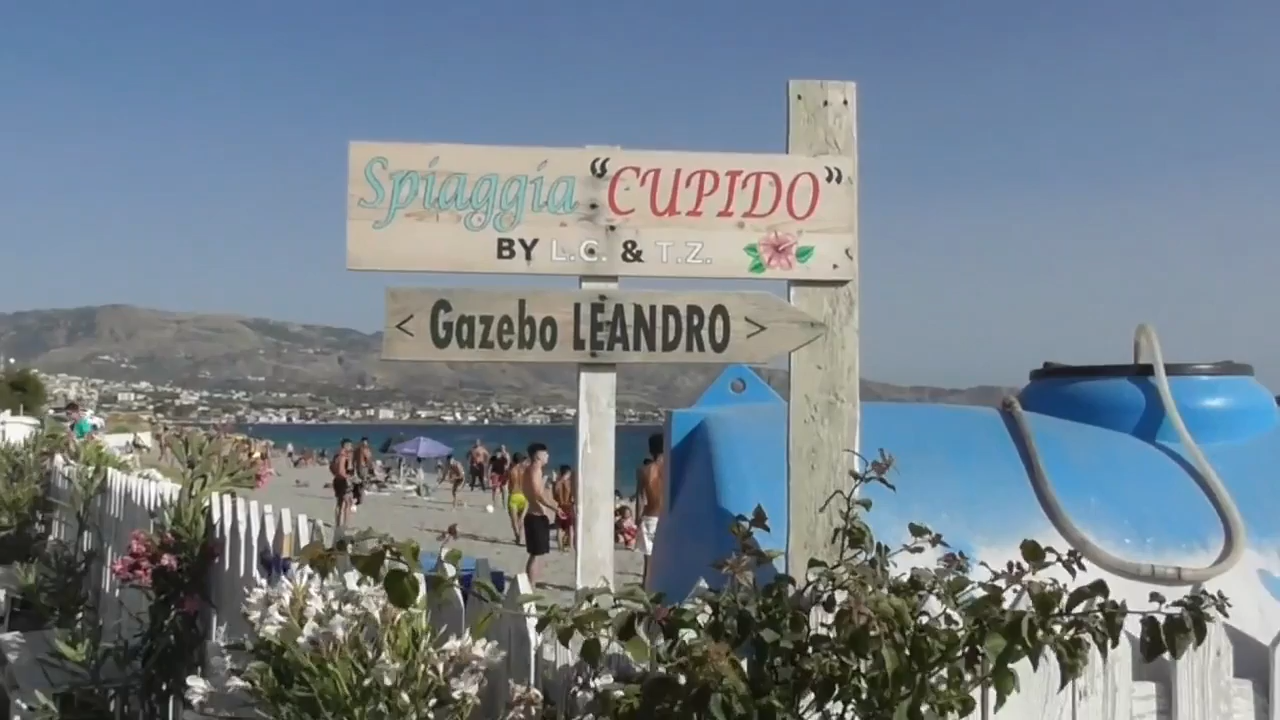 Spiaggia "CUPIDO"
BY L.C. & T.Z.
< Gazebo LEANDRO >